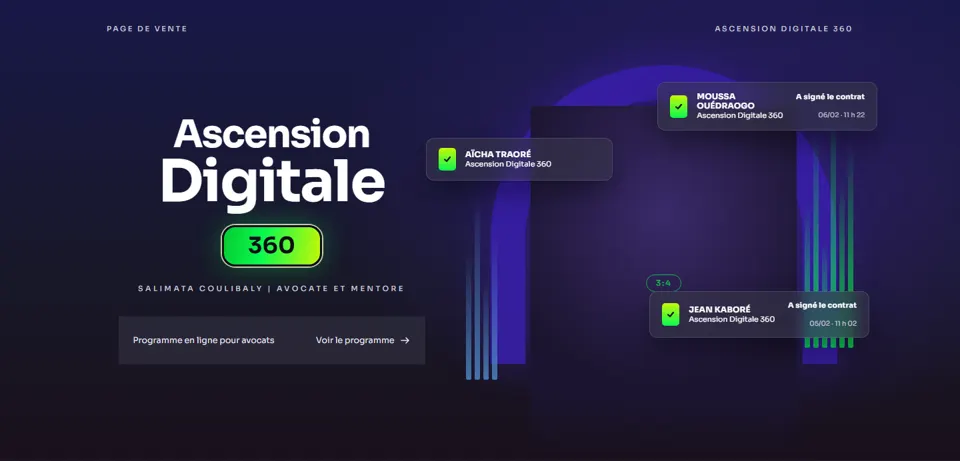 PAGE DE VENTE
ASCENSION DIGITALE 360
Ascension
Digitale
360
SALIMATA COULIBALY | AVOCATE ET MENTORE
Programme en ligne pour avocats
Voir le programme →
AÏCHA TRAORÉ
Ascension Digitale 360
MOUSSA
OUÉDRAOGO
Ascension Digitale 360
A signé le contrat
06/02 · 11 h 22
3:4
JEAN KABORÉ
Ascension Digitale 360
A signé le contrat
05/02 · 11 h 02